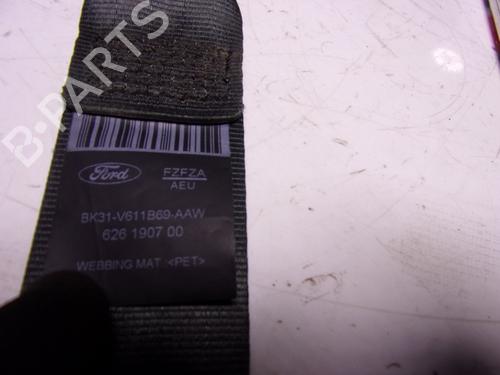 B-PARTS
Ford
FZFZA
AEU
BK31-V611B69-AAW
626 1907 00
WEBBING MAT. <PET>